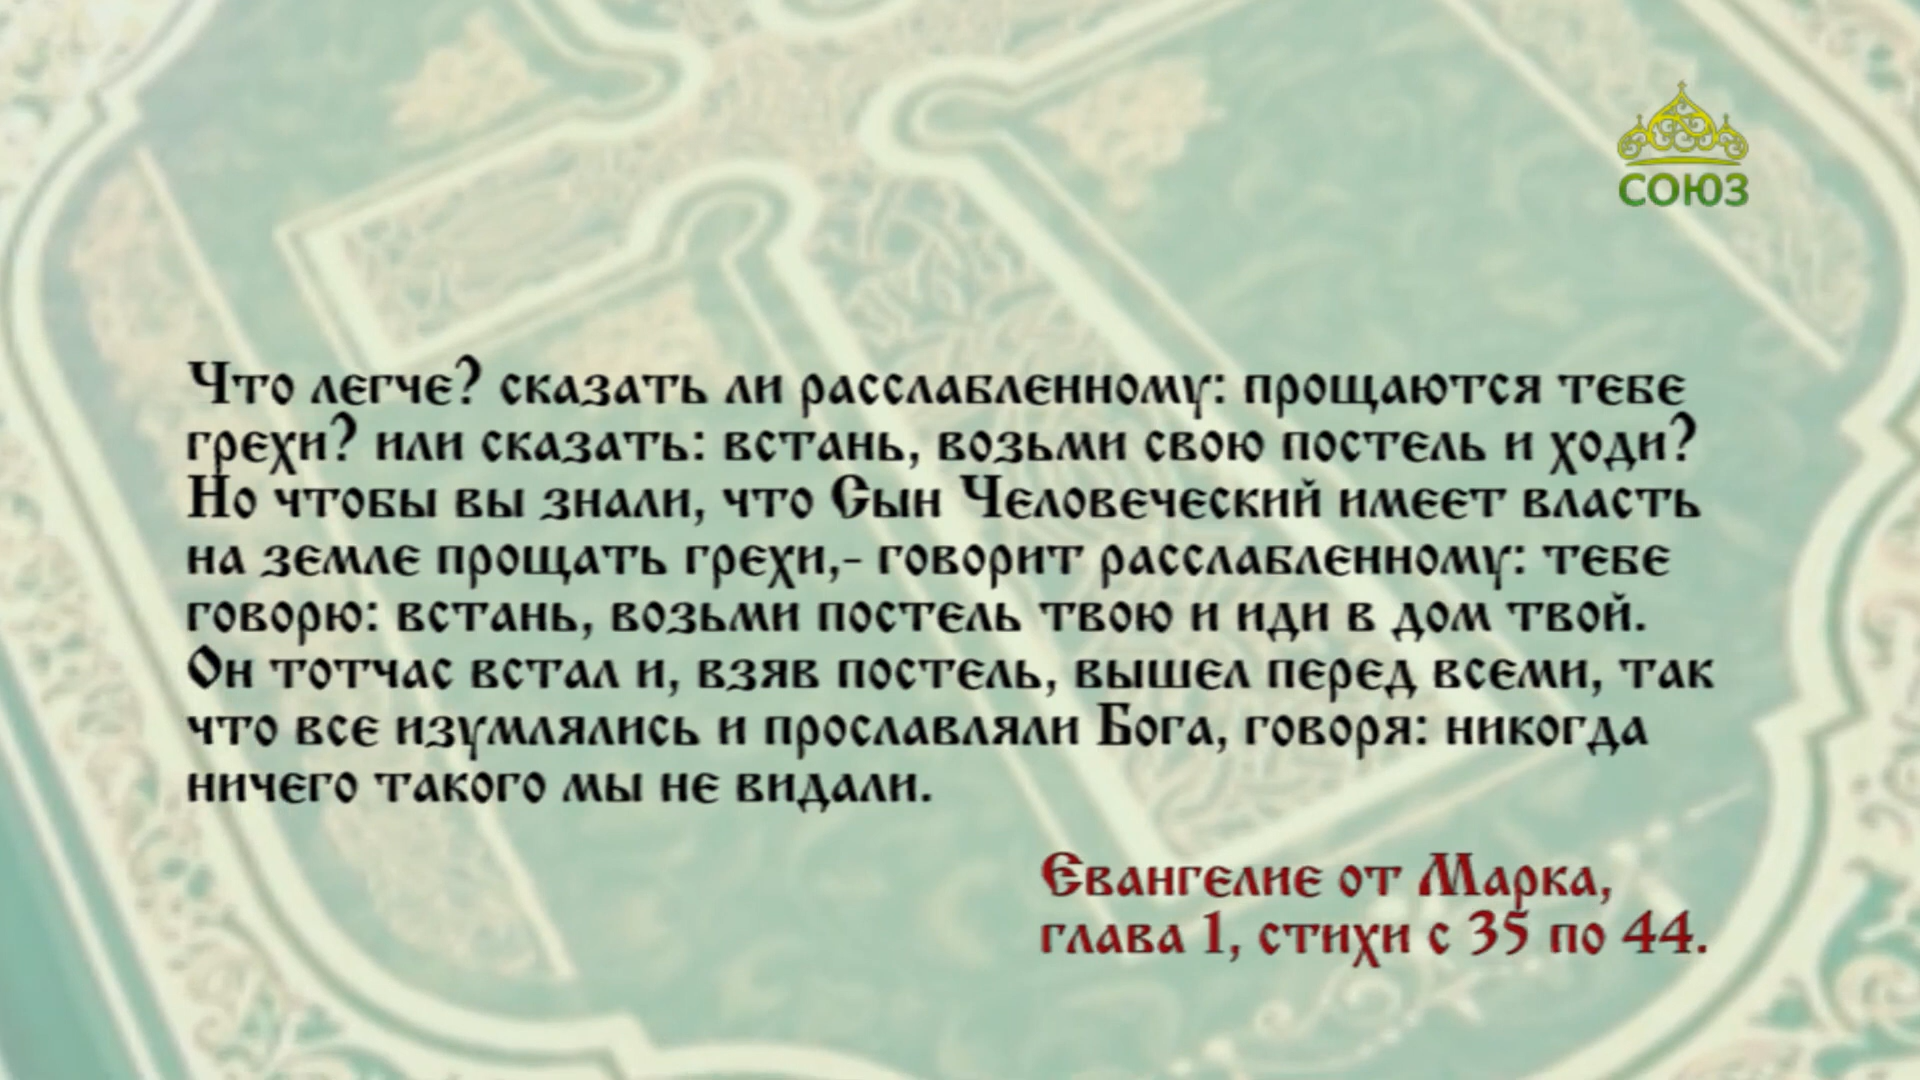 СОЮЗ
Что легче? сказать ли расслабленному: прощаются тебе
грехи? или сказать: встань, возьми свою постель и ходи?
Но чтобы вы знали, что Сын Человеческий имеет власть
на земле прощать грехи,- говорит расслабленному: тебе
говорю: встань, возьми постель твою и иди в дом твой.
Он тотчас встал и, взяв постель, вышел перед всеми, так
что все изумлялись и прославляли Бога, говоря: никогда
ничего такого мы не видали.
Евангелие от Марка,
глава 1, стихи с 35 по 44.